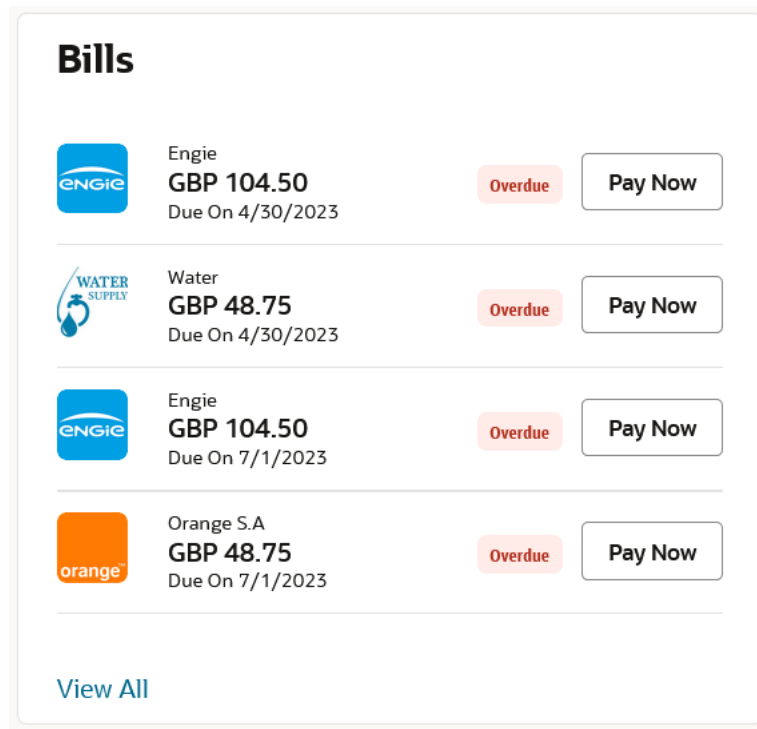 Bills
ENGIE
Engie
GBP 104.50
Due On 4/30/2023
Overdue
Pay Now
WATER
SUPPLY
Water
GBP 48.75
Due On 4/30/2023
Overdue
Pay Now
ENGIE
Engie
GBP 104.50
Due On 7/1/2023
Overdue
Pay Now
orange™
Orange S.A
GBP 48.75
Due On 7/1/2023
Overdue
Pay Now
View All